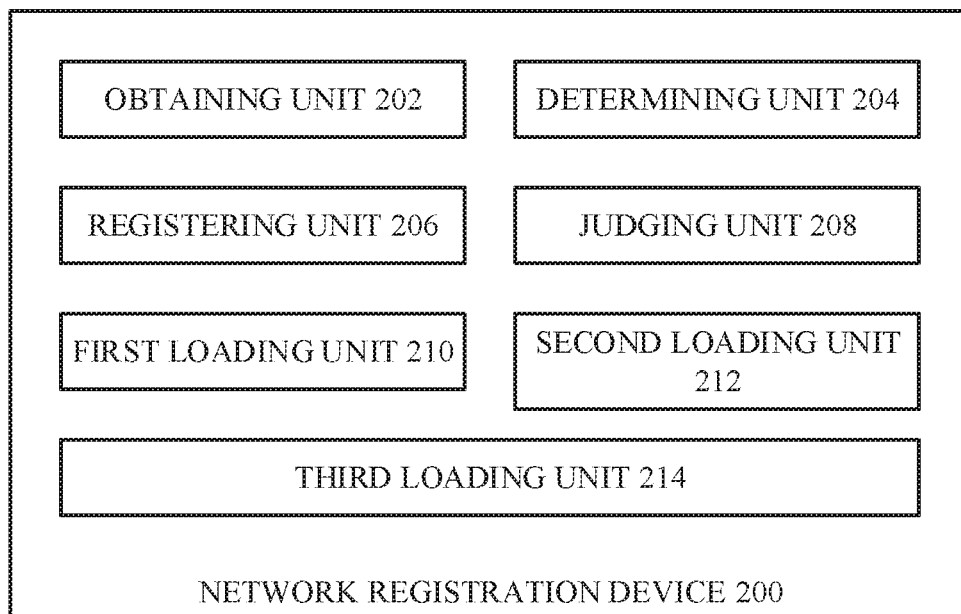 OBTAINING UNIT 202
DETERMINING UNIT 204
REGISTERING UNIT 206
JUDGING UNIT 208
FIRST LOADING UNIT 210
SECOND LOADING UNIT
212
THIRD LOADING UNIT 214
NETWORK REGISTRATION DEVICE 200